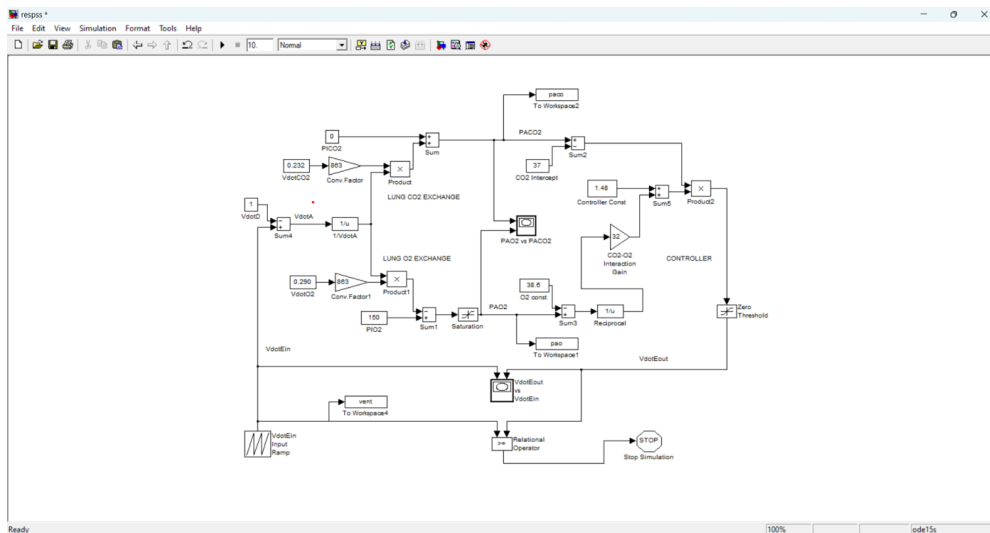 respss *
File Edit View Simulation Format Tools Help
10. Normal
paco
To Workspace2
0
PICO2
Sum
PACO2
Sum2
0.232
VdotCO2
863
Conv.Factor
×
Product
37
CO2 Intercept
LUNG CO2 EXCHANGE
1.48
Controller Const
Sum5
×
Product2
1
VdotD
VdotA
Sum4
1/u
1/VdotA
PAO2 vs PACO2
32
CO2-O2
Interaction
Gain
LUNG O2 EXCHANGE
CONTROLLER
0.290
VdotO2
863
Conv.Factor1
×
Product1
38.6
O2 const
150
PIO2
Sum1
Saturation
PAO2
Sum3
1/u
Reciprocal
Zero
Threshold
pao
To Workspace1
VdotEin
VdotEout
VdotEout
vs
VdotEin
vent
To Workspace4
VdotEin
Input
Ramp
>=
Relational
Operator
STOP
Stop Simulation
Ready 100% ode15s